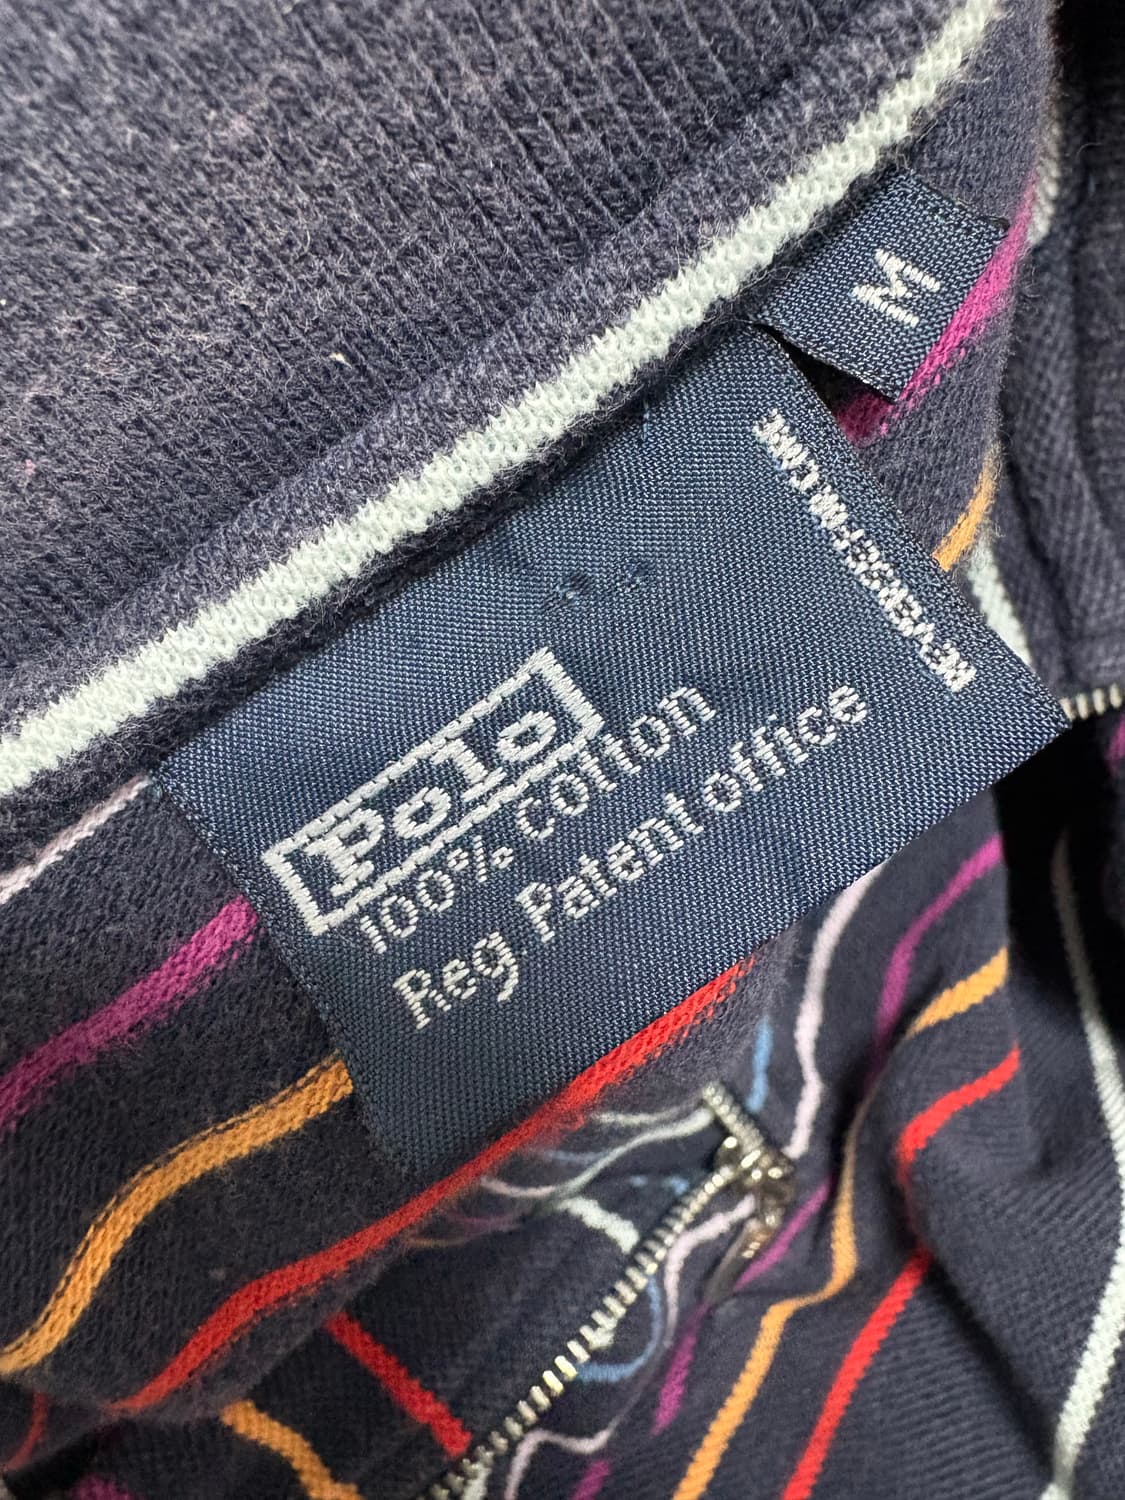 M
Polo
100% cotton
Reg Patent office